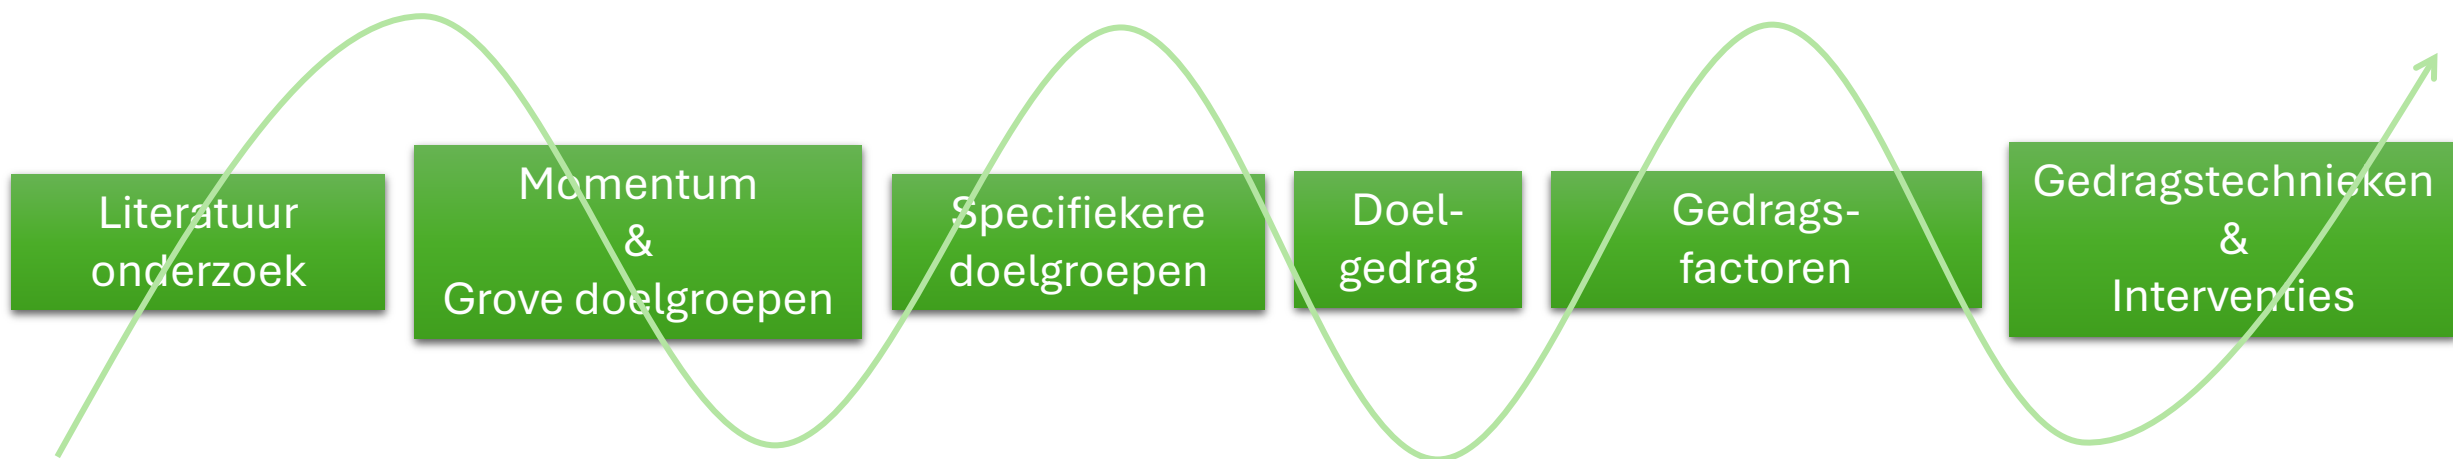 Literatuur
onderzoek
Momentum
&
Grove doelgroepen
Specifiekere
doelgroepen
Doel-
gedrag
Gedrags-
factoren
Gedragstechnieken
&
Interventies